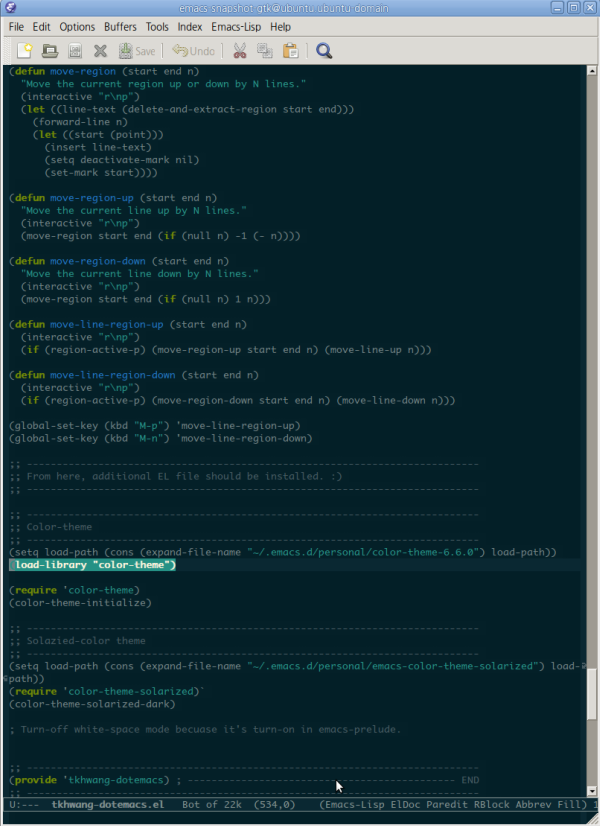 emacs-snapshot-gtk@ubuntu.ubuntu-domain
File Edit Options Buffers Tools Index Emacs-Lisp Help
Save Undo
(defun move-region (start end n)
  "Move the current region up or down by N lines."
  (interactive "r\np")
  (let ((line-text (delete-and-extract-region start end)))
    (forward-line n)
    (let ((start (point)))
      (insert line-text)
      (setq deactivate-mark nil)
      (set-mark start))))
(defun move-region-up (start end n)
  "Move the current line up by N lines."
  (interactive "r\np")
  (move-region start end (if (null n) -1 (- n))))
(defun move-region-down (start end n)
  "Move the current line down by N lines."
  (interactive "r\np")
  (move-region start end (if (null n) 1 n)))
(defun move-line-region-up (start end n)
  (interactive "r\np")
  (if (region-active-p) (move-region-up start end n) (move-line-up n)))
(defun move-line-region-down (start end n)
  (interactive "r\np")
  (if (region-active-p) (move-region-down start end n) (move-line-down n)))
(global-set-key (kbd "M-p") 'move-line-region-up)
(global-set-key (kbd "M-n") 'move-line-region-down)
;; ---------------------------------------------------------------------------
;; From here, additional EL file should be installed. :)
;; ---------------------------------------------------------------------------
;; ---------------------------------------------------------------------------
;; Color-theme
;; ---------------------------------------------------------------------------
(setq load-path (cons (expand-file-name "~/.emacs.d/personal/color-theme-6.6.0") load-path))
 load-library "color-theme")
(require 'color-theme)
(color-theme-initialize)
;; ---------------------------------------------------------------------------
;; Solazied-color theme
;; ---------------------------------------------------------------------------
(setq load-path (cons (expand-file-name "~/.emacs.d/personal/emacs-color-theme-solarized") load-
path))
(require 'color-theme-solarized)`
(color-theme-solarized-dark)
; Turn-off white-space mode becuase it's turn-on in emacs-prelude.
;; ---------------------------------------------------------------------------
(provide 'tkhwang-dotemacs) ; --------------------------------------------- END
;; ---------------------------------------------------------------------------
U:--- tkhwang-dotemacs.el Bot of 22k (534,0) (Emacs-Lisp ElDoc Paredit RBlock Abbrev Fill) 1